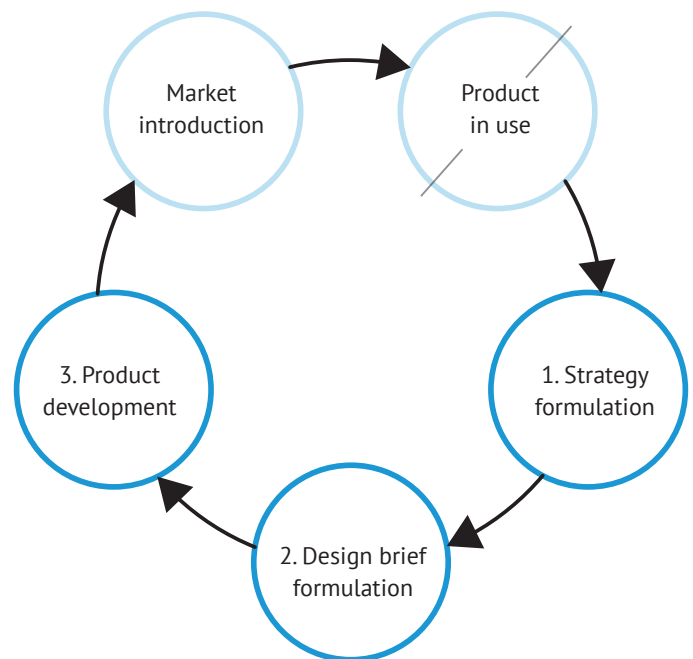 Market
introduction
Product
in use
1. Strategy
formulation
2. Design brief
formulation
3. Product
development